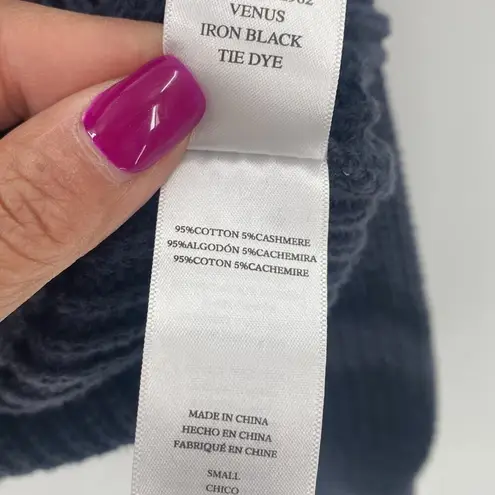 VENUS
IRON BLACK
TIE DYE
95%COTTON 5%CASHMERE
95%ALGODÓN 5%CACHEMIRA
95%COTON 5%CACHEMIRE
MADE IN CHINA
HECHO EN CHINA
FABRIQUÉ EN CHINE
SMALL
CHICO